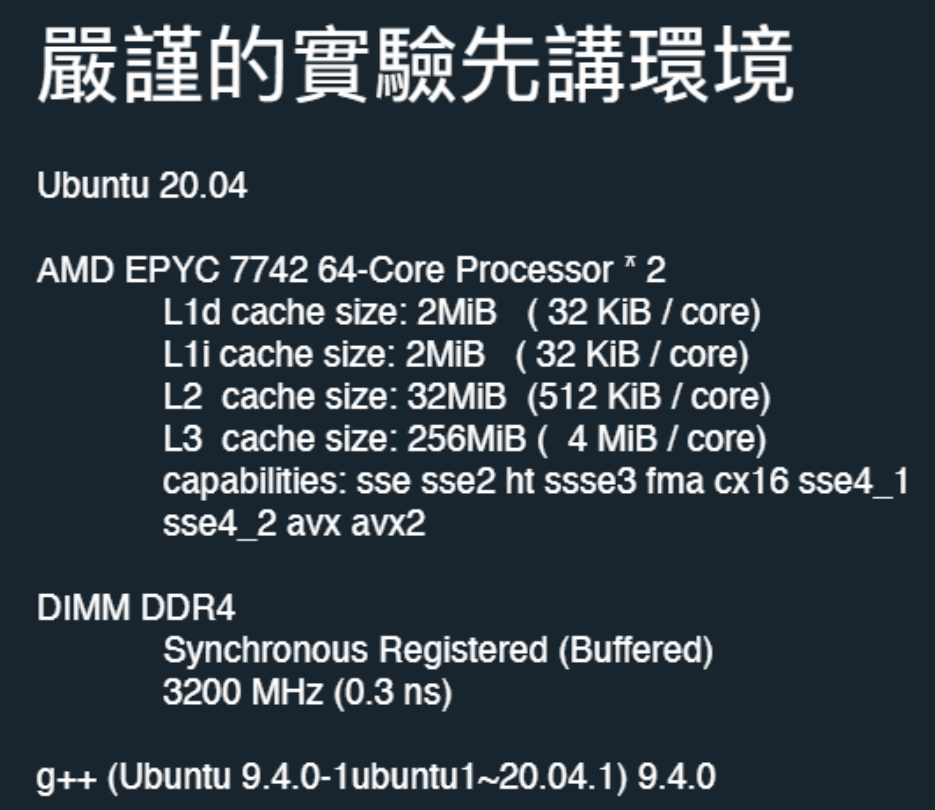 嚴謹的實驗先講環境
Ubuntu 20.04
AMD EPYC 7742 64-Core Processor * 2
L1d cache size: 2MiB ( 32 KiB / core)
L1i cache size: 2MiB ( 32 KiB / core)
L2 cache size: 32MiB (512 KiB / core)
L3 cache size: 256MiB ( 4 MiB / core)
capabilities: sse sse2 ht ssse3 fma cx16 sse4_1
sse4_2 avx avx2
DIMM DDR4
Synchronous Registered (Buffered)
3200 MHz (0.3 ns)
g++ (Ubuntu 9.4.0-1ubuntu1~20.04.1) 9.4.0